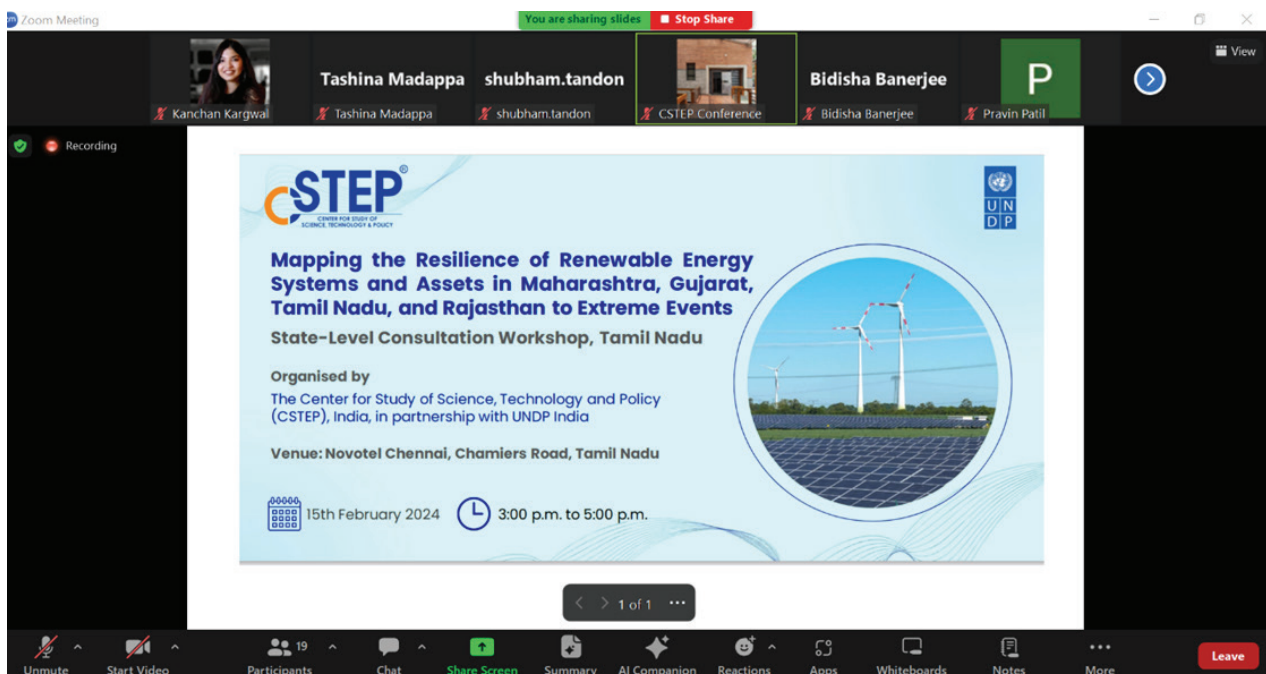 Zoom Meeting
You are sharing slides
Stop Share
View
Tashina Madappa
shubham.tandon
Bidisha Banerjee
P
Kanchan Kargwal
Tashina Madappa
shubham.tandon
CSTEP Conference
Bidisha Banerjee
Pravin Patil
Recording
CSTEP®
CENTER FOR STUDY OF
SCIENCE, TECHNOLOGY & POLICY
U N
D P
Mapping the Resilience of Renewable Energy
Systems and Assets in Maharashtra, Gujarat,
Tamil Nadu, and Rajasthan to Extreme Events
State-Level Consultation Workshop, Tamil Nadu
Organised by
The Center for Study of Science, Technology and Policy
(CSTEP), India, in partnership with UNDP India
Venue: Novotel Chennai, Chamiers Road, Tamil Nadu
15th February 2024
3:00 p.m. to 5:00 p.m.
1 of 1
19
Unmute
Start Video
Participants
Chat
Share Screen
Summary
AI Companion
Reactions
Apps
Whiteboards
Notes
More
Leave